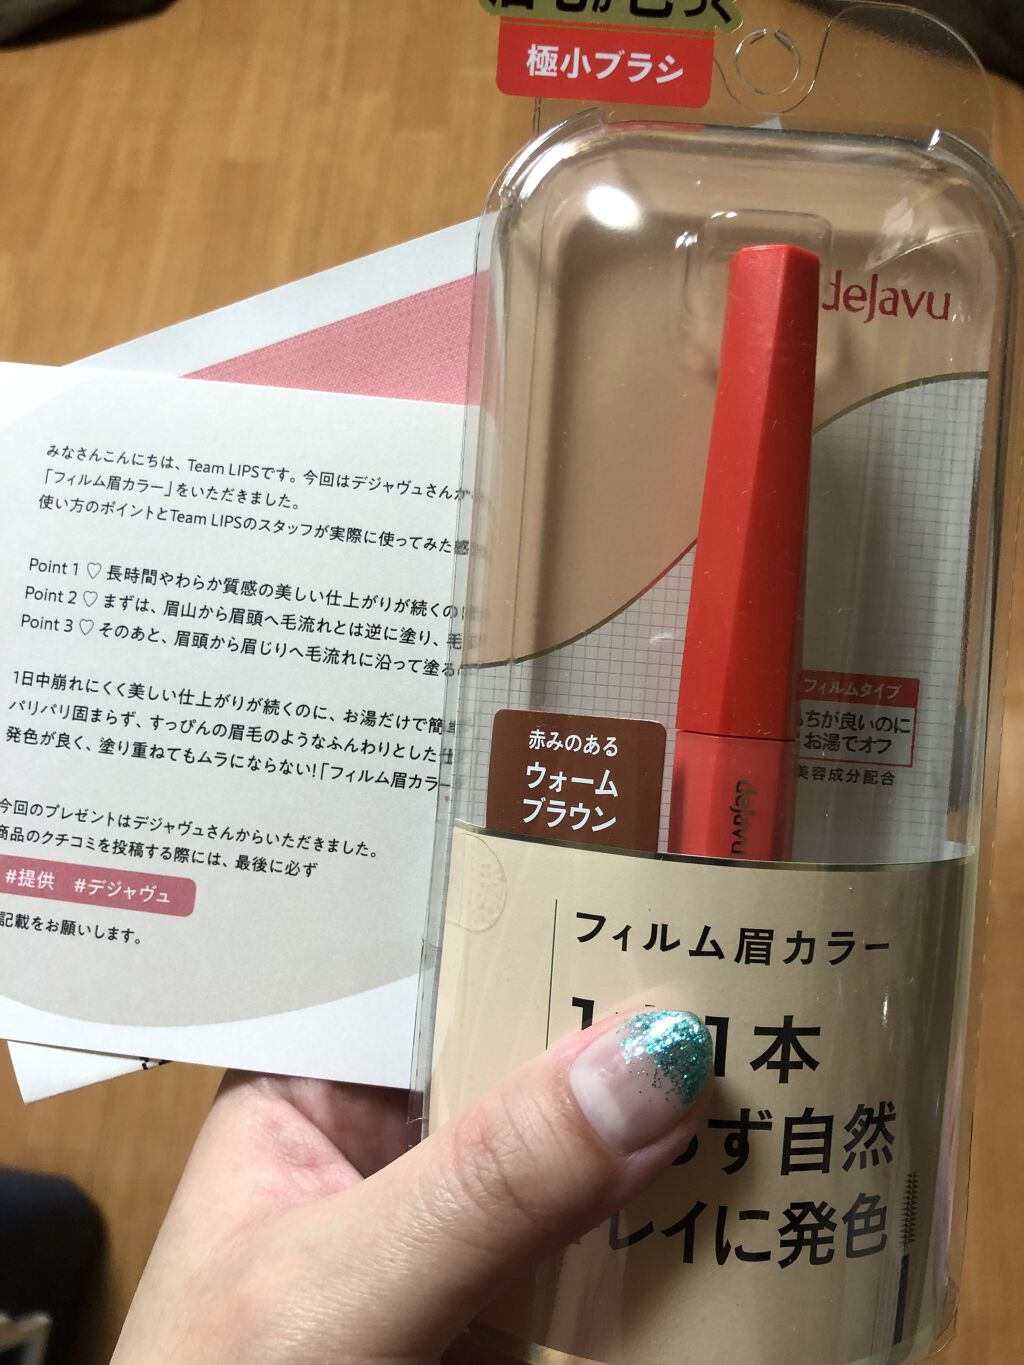 極小ブラシ
dejavu
みなさんこんにちは、Team LIPSです。今回はデジャヴュさんか
「フィルム眉カラー」をいただきました。
使い方のポイントとTeam LIPSのスタッフが実際に使ってみた感
Point 1 ♡ 長時間やわらか質感の美しい仕上がりが続くの
Point 2 ♡ まずは、眉山から眉頭へ毛流れとは逆に塗り、毛
Point 3 ♡ そのあと、眉頭から眉じりへ毛流れに沿って塗る
1日中崩れにくく美しい仕上がりが続くのに、お湯だけで簡単
パリパリ固まらず、すっぴんの眉毛のようなふんわりとした仕
発色が良く、塗り重ねてもムラにならない!「フィルム眉カラー
今回のプレゼントはデジャヴュさんからいただきました。
商品のクチコミを投稿する際には、最後に必ず
#提供 #デジャヴュ
記載をお願いします。
フィルムタイプ
ちが良いのに
お湯でオフ
美容成分配合
赤みのある
ウォーム
ブラウン
dejavu
フィルム眉カラー
1本
ず自然
レイに発色